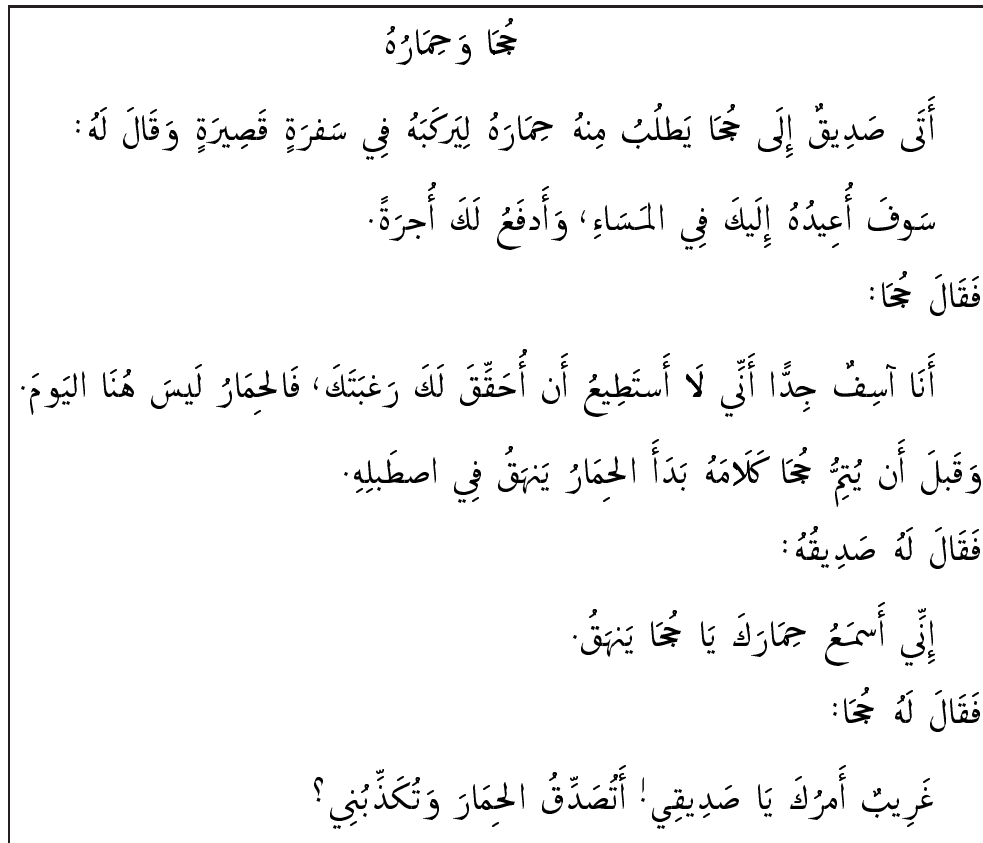 جُحَا وَحِمَارُهُ
أَتَى صَدِيقٌ إِلَى جُحَا يَطلُبُ مِنهُ حِمَارَهُ لِيَركَبَهُ فِي سَفرَةٍ قَصِيرَةٍ وَقَالَ لَهُ:
سَوفَ أُعِيدُهُ إِلَيكَ فِي المَسَاءِ، وَأَدفَعُ لَكَ أُجرَةً.
فَقَالَ جُحَا:
أَنَا آسِفٌ جِدًّا أَنِّي لَا أَستَطِيعُ أَن أُحَقِّقَ لَكَ رَغبَتَكَ، فَالحِمَارُ لَيسَ هُنَا اليَومَ.
وَقَبلَ أَن يُتِمُّ جُحَا كَلَامَهُ بَدَأَ الحِمَارُ يَنهَقُ فِي اصطَبلِهِ.
فَقَالَ لَهُ صَدِيقُهُ:
إِنِّي أَسمَعُ حِمَارَكَ يَا جُحَا يَنهَقُ.
فَقَالَ لَهُ جُحَا:
غَرِيبٌ أَمرُكَ يَا صَدِيقِي! أَتُصَدِّقُ الحِمَارَ وَتُكَذِّبُنِي؟